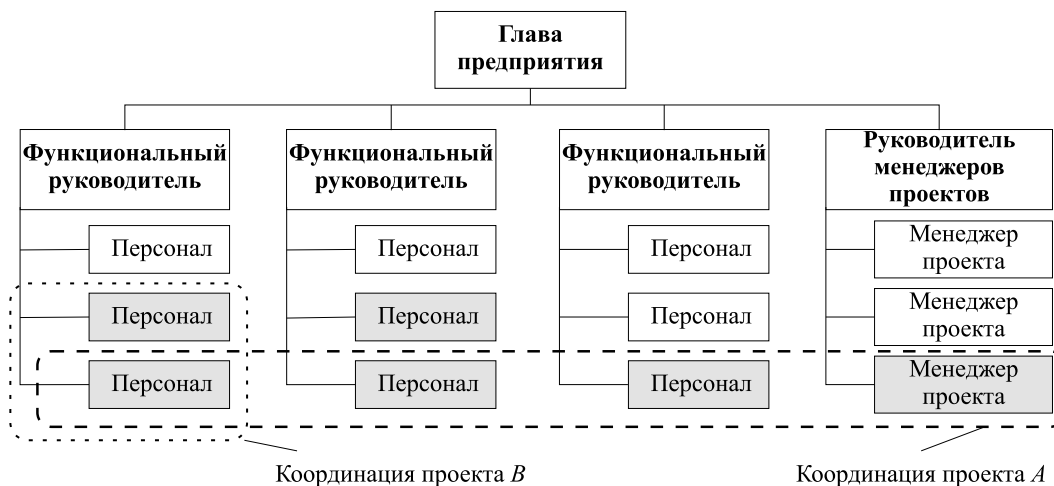 Глава
предприятия
Функциональный
руководитель
Функциональный
руководитель
Функциональный
руководитель
Руководитель
менеджеров
проектов
Персонал
Персонал
Персонал
Менеджер
проекта
Персонал
Персонал
Персонал
Менеджер
проекта
Персонал
Персонал
Персонал
Менеджер
проекта
Координация проекта B
Координация проекта A